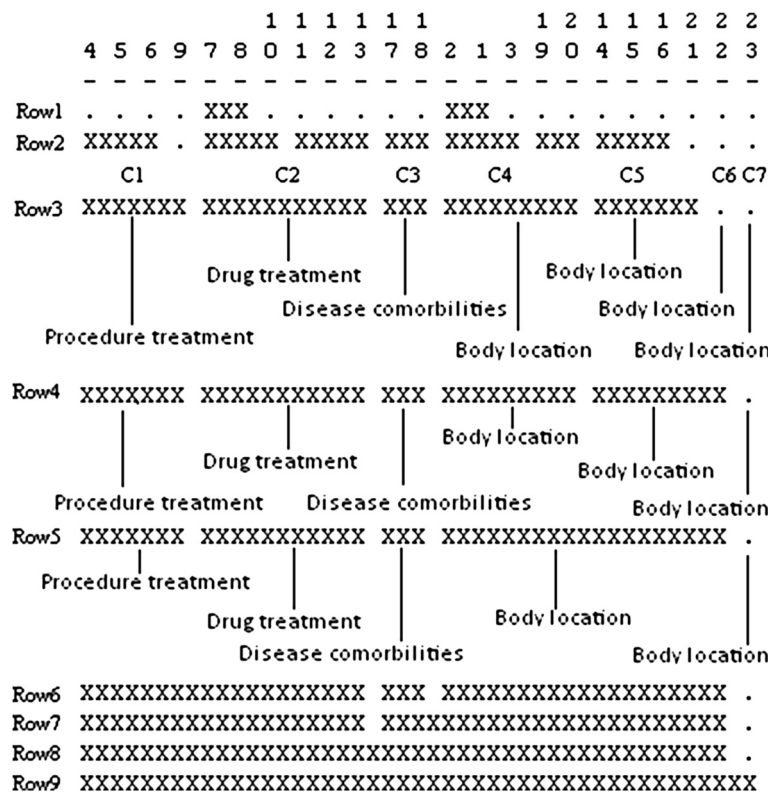 1 1 1 1 1 1 1 2 1 1 1 2 2 2
4 5 6 9 7 8 0 1 2 3 7 8 2 1 3 9 0 4 5 6 1 2 3
- - - - - - - - - - - - - - - - - - - - - - -
Row1 . . . . XXX . . . . . . XXX . . . . . . . . .
Row2 XXXXX . XXXXX XXXXX XXX XXXXX XXX XXXXX . . .
C1 C2 C3 C4 C5 C6 C7
Row3 XXXXXXX XXXXXXXXXXX XXX XXXXXXXXX XXXXXXX . .
Drug treatment Body location
Disease comorbilities Body location
Procedure treatment Body location Body location
Row4 XXXXXXX XXXXXXXXXXX XXX XXXXXXXXX XXXXXXXXX .
Body location
Drug treatment Body location
Procedure treatment Disease comorbilities Body location
Row5 XXXXXXX XXXXXXXXXXX XXX XXXXXXXXXXXXXXXXXXX .
Procedure treatment
Drug treatment Body location
Disease comorbilities Body location
Row6 XXXXXXXXXXXXXXXXXXX XXX XXXXXXXXXXXXXXXXXXX .
Row7 XXXXXXXXXXXXXXXXXXX XXXXXXXXXXXXXXXXXXXXXXX .
Row8 XXXXXXXXXXXXXXXXXXXXXXXXXXXXXXXXXXXXXXXXXXX .
Row9 XXXXXXXXXXXXXXXXXXXXXXXXXXXXXXXXXXXXXXXXXXXXX